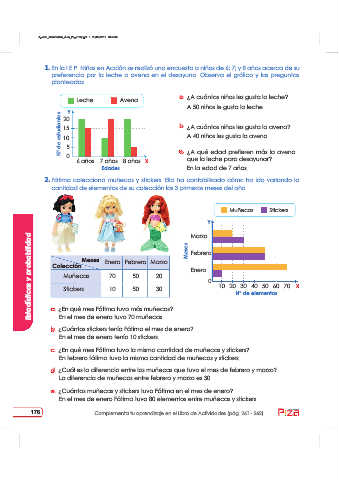 1. En la I.E.P. Niños en Acción se realizó una encuesta a niños de 6; 7; y 8 años acerca de su
preferencia por la leche o avena en el desayuno. Observa el gráfico y las preguntas
planteadas
Leche Avena
Y
Nº de estudiantes
20
15
10
5
0
6 años 7 años 8 años X
Edades
a ¿A cuántos niños les gusta la leche?
A 50 niños le gusta la leche
b ¿A cuántos niños les gusta la avena?
A 40 niños les gusta la avena
c ¿A qué edad prefieren más la avena
que la leche para desayunar?
En la edad de 7 años
2. Fátima colecciona muñecas y stickers. Ella ha contabilizado cómo ha ido variando la
cantidad de elementos de su colección los 3 primeros meses del año.
Muñecas Stickers
Y
Meses
Marzo
Febrero
Enero
0
10 20 30 40 50 60 70 X
Nº de elementos
Meses
Colección
Enero Febrero Marzo
Muñecas 70 50 20
Stickers 10 50 30
a ¿En qué mes Fátima tuvo más muñecas?
En el mes de enero tuvo 70 muñecas
b ¿Cuántos stickers tenía Fátima el mes de enero?
En el mes de enero tenía 10 stickers
c ¿En qué mes Fátima tuvo la misma cantidad de muñecas y stickers?
En febrero fátima tuvo la misma cantidad de muñecas y stickers
d ¿Cuál es la diferencia entre las muñecas que tuvo el mes de febrero y marzo?
La diferencia de muñecas entre febrero y marzo es 30
e ¿Cuántas muñecas y stickers tuvo Fátima en el mes de enero?
En el mes de enero Fátima tuvo 80 elementos entre muñecas y stickers
Estadísticas y probabilidad
176
Complementa tu aprendizaje en el Libro de Actividades (pág. 261 - 262)